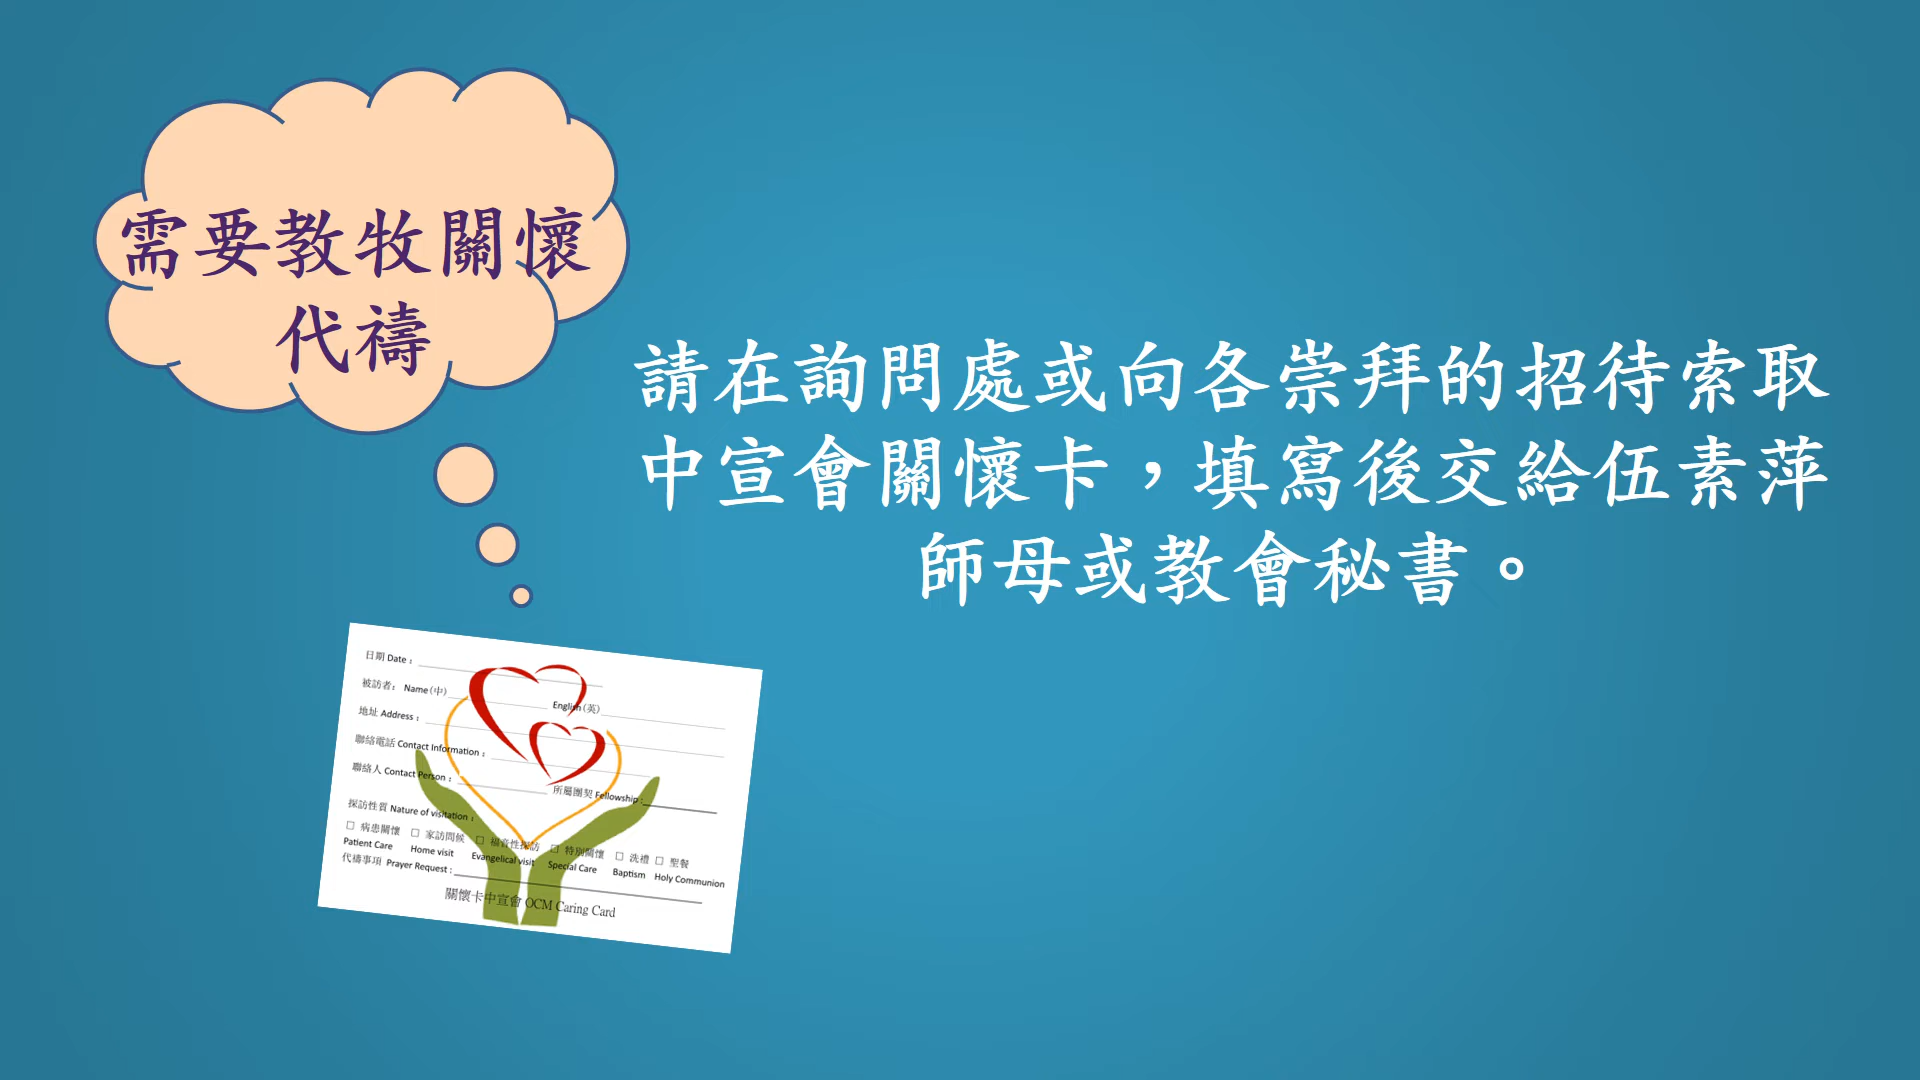 需要教牧關懷
代禱
請在詢問處或向各崇拜的招待索取
中宣會關懷卡，填寫後交給伍素萍
師母或教會秘書。
日期 Date：
被訪者： Name（中） English（英）
地址 Address：
聯絡電話 Contact Information：
聯絡人 Contact Person： 所屬團契 Fellowship：
探訪性質 Nature of visitation：
□ 病患關懷 □ 家訪問候 □ 福音性探訪 □ 特別關懷 □ 洗禮 □ 聖餐
Patient Care Home visit Evangelical visit Special Care Baptism Holy Communion
代禱事項 Prayer Request：
關懷卡中宣會 OCM Caring Card